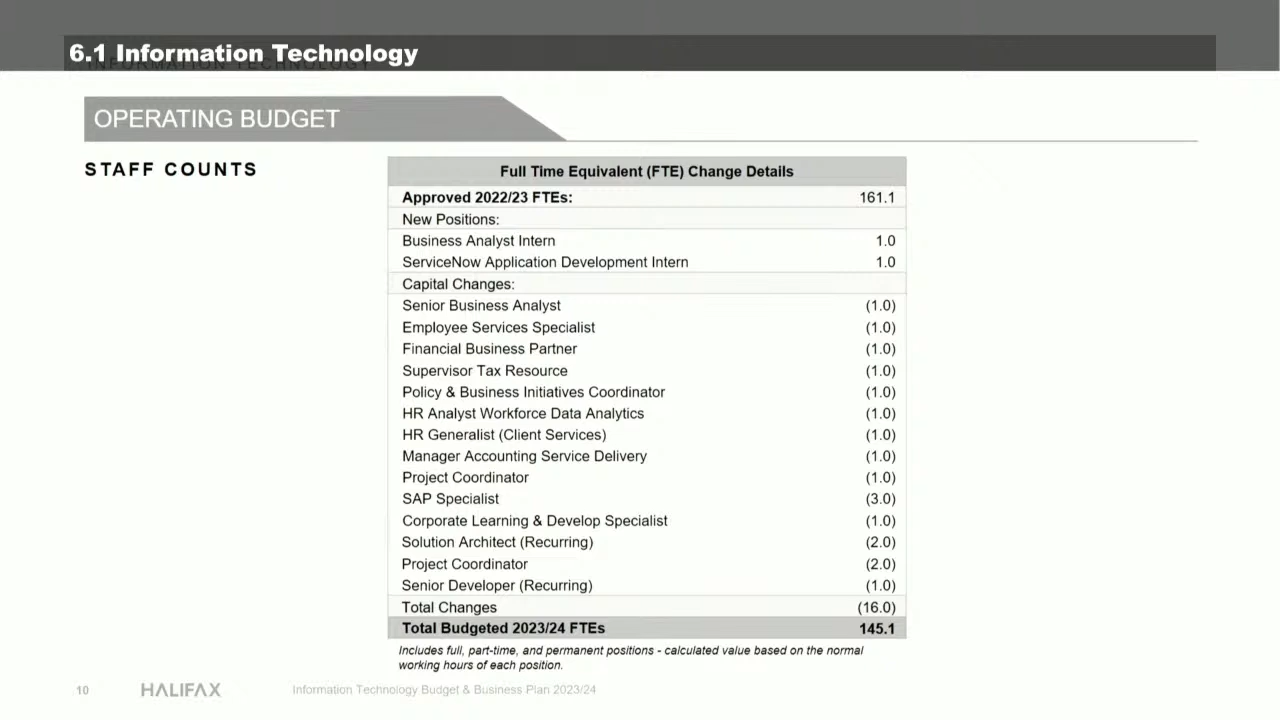 6.1 Information Technology
INFORMATION TECHNOLOGY
OPERATING BUDGET
STAFF COUNTS
Full Time Equivalent (FTE) Change Details
Approved 2022/23 FTEs: 161.1
New Positions:
Business Analyst Intern 1.0
ServiceNow Application Development Intern 1.0
Capital Changes:
Senior Business Analyst (1.0)
Employee Services Specialist (1.0)
Financial Business Partner (1.0)
Supervisor Tax Resource (1.0)
Policy & Business Initiatives Coordinator (1.0)
HR Analyst Workforce Data Analytics (1.0)
HR Generalist (Client Services) (1.0)
Manager Accounting Service Delivery (1.0)
Project Coordinator (1.0)
SAP Specialist (3.0)
Corporate Learning & Develop Specialist (1.0)
Solution Architect (Recurring) (2.0)
Project Coordinator (2.0)
Senior Developer (Recurring) (1.0)
Total Changes (16.0)
Total Budgeted 2023/24 FTEs 145.1
Includes full, part-time, and permanent positions - calculated value based on the normal
working hours of each position.
10 HALIFAX Information Technology Budget & Business Plan 2023/24